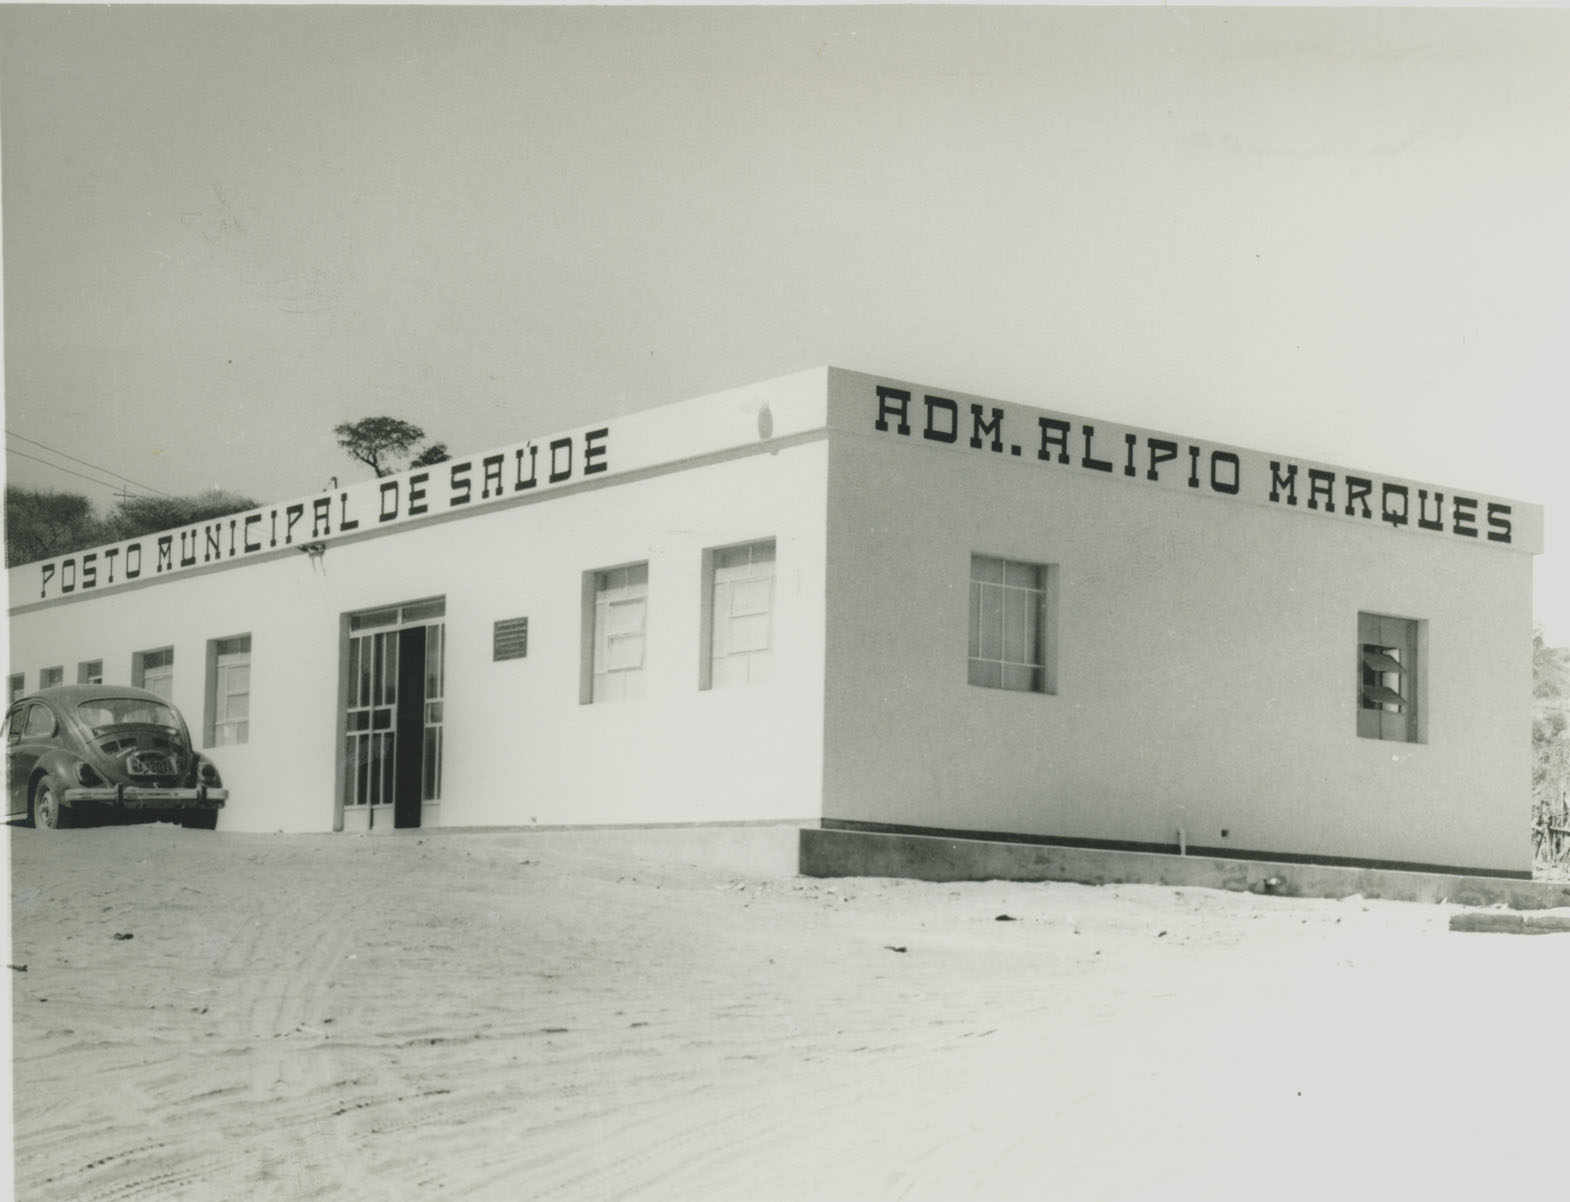 POSTO MUNICIPAL DE SAÚDE
ADM. ALIPIO MARQUES